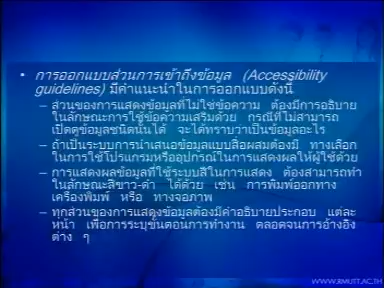 • การออกแบบส่วนการเข้าถึงข้อมูล (Accessibility
guidelines) มีคำแนะนำในการออกแบบดังนี้
– ส่วนของการแสดงข้อมูลที่ไม่ใช่ข้อความ ต้องมีการอธิบาย
ในลักษณะการใช้ข้อความเสริมด้วย กรณีที่ไม่สามารถ
เปิดดูข้อมูลชนิดนั้นได้ จะได้ทราบว่าเป็นข้อมูลอะไร
– ถ้าเป็นระบบการนำเสนอข้อมูลแบบสื่อผสมต้องมี ทางเลือก
ในการใช้โปรแกรมหรืออุปกรณ์ในการแสดงผลให้ผู้ใช้ด้วย
– การแสดงผลข้อมูลที่ใช้ระบบสีในการแสดง ต้องสามารถทำ
ในลักษณะสีขาว-ดำ ได้ด้วย เช่น การพิมพ์ออกทาง
เครื่องพิมพ์ หรือ ทางจอภาพ
– ทุกส่วนของการแสดงข้อมูลต้องมีคำอธิบายประกอบ แต่ละ
หน้า เพื่อการระบุขั้นตอนการทำงาน ตลอดจนการอ้างอิง
ต่าง ๆ
WWW.RMUTT.AC.TH